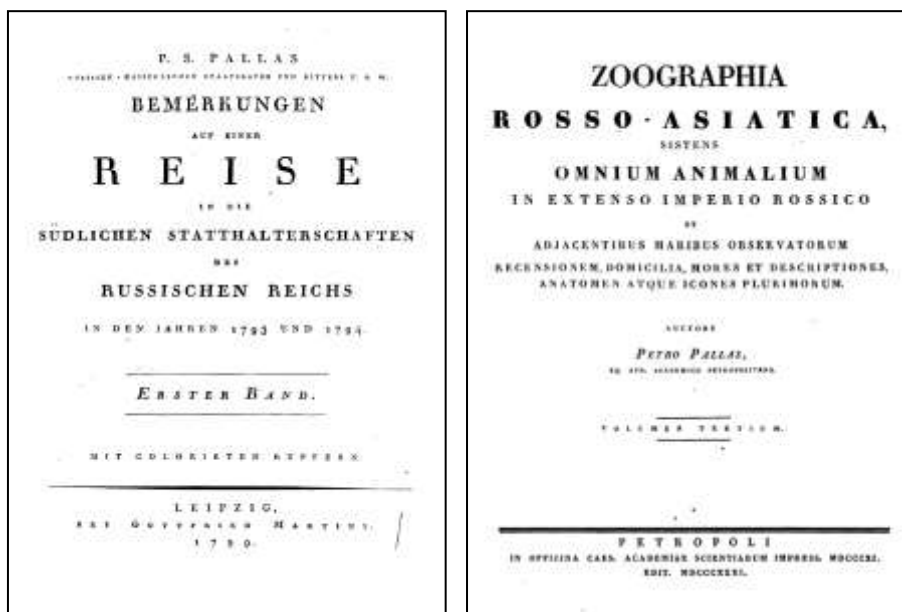 P. S. PALLAS
BEMERKUNGEN
AUF EINER
REISE
IN DIE
SÜDLICHEN STATTHALTERSCHAFTEN
DES
RUSSISCHEN REICHS
IN DEN JAHREN 1793 UND 1794.
ERSTER BAND.
MIT COLORIRTEN KUPFERN
LEIPZIG,
BEI GOTTFRIED MARTINI.
1799.
ZOOGRAPHIA
ROSSO-ASIATICA,
SISTENS
OMNIUM ANIMALIUM
IN EXTENSO IMPERIO ROSSICO
ET
ADJACENTIBUS MARIBUS OBSERVATORUM
RECENSIONEM, DOMICILIA, MORES ET DESCRIPTIONES,
ANATOMEN ATQUE ICONES PLURIMORUM.
AUCTORE
PETRO PALLAS,
VOLUMEN TERTIUM.
PETROPOLI
IN OFFICINA CAES. ACADEMIAE SCIENTIARUM IMPRESS. MDCCCXI.
EDIT. MDCCCXXXI.